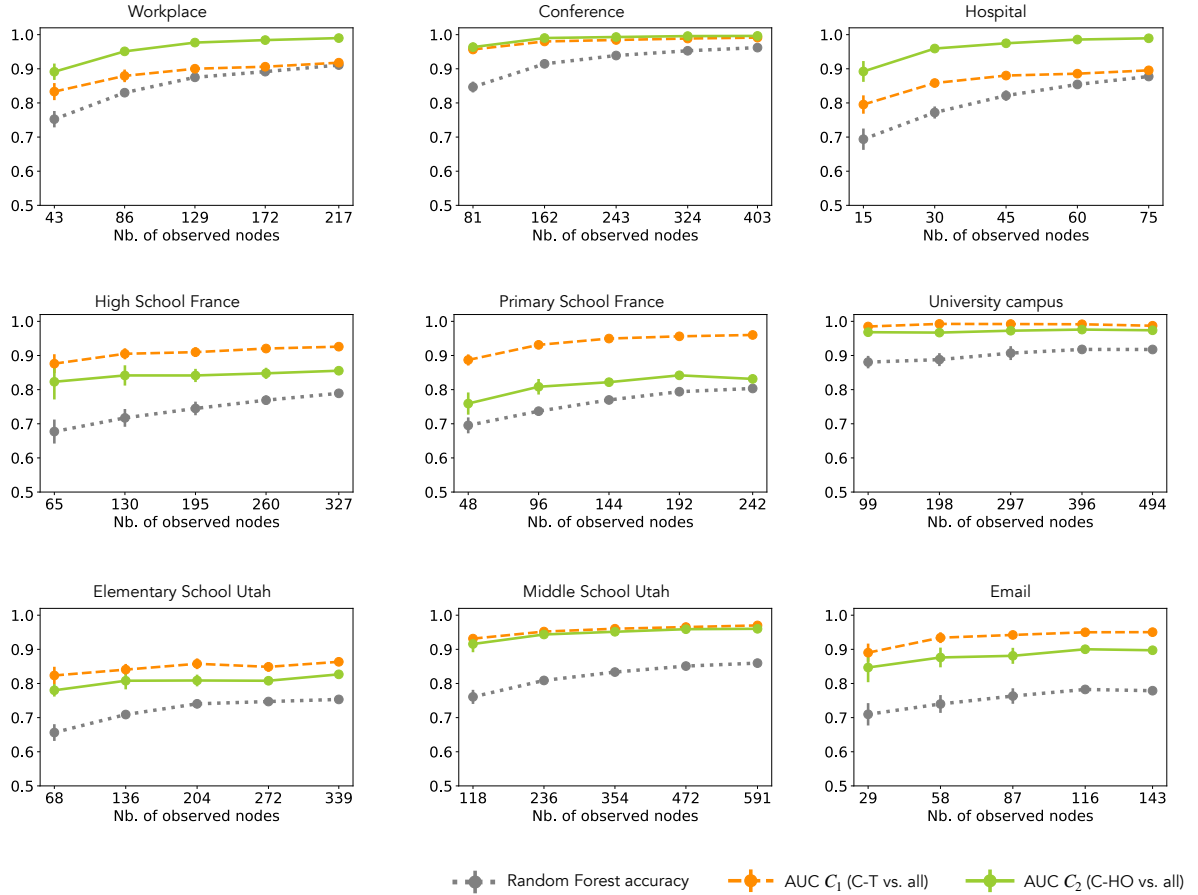 Workplace
1.0
0.9
0.8
0.7
0.6
0.5
43 86 129 172 217
Nb. of observed nodes
Conference
1.0
0.9
0.8
0.7
0.6
0.5
81 162 243 324 403
Nb. of observed nodes
Hospital
1.0
0.9
0.8
0.7
0.6
0.5
15 30 45 60 75
Nb. of observed nodes
High School France
1.0
0.9
0.8
0.7
0.6
0.5
65 130 195 260 327
Nb. of observed nodes
Primary School France
1.0
0.9
0.8
0.7
0.6
0.5
48 96 144 192 242
Nb. of observed nodes
University campus
1.0
0.9
0.8
0.7
0.6
0.5
99 198 297 396 494
Nb. of observed nodes
Elementary School Utah
1.0
0.9
0.8
0.7
0.6
0.5
68 136 204 272 339
Nb. of observed nodes
Middle School Utah
1.0
0.9
0.8
0.7
0.6
0.5
118 236 354 472 591
Nb. of observed nodes
Email
1.0
0.9
0.8
0.7
0.6
0.5
29 58 87 116 143
Nb. of observed nodes
Random Forest accuracy
AUC C₁ (C-T vs. all)
AUC C₂ (C-HO vs. all)